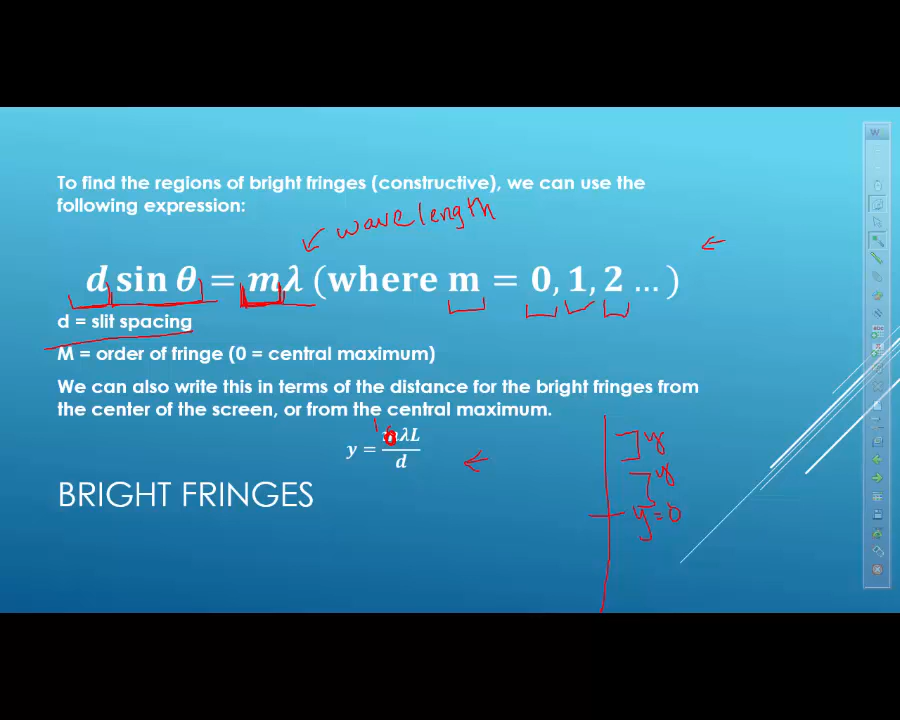 To find the regions of bright fringes (constructive), we can use the
following expression:
wavelength
d sin θ = mλ (where m = 0, 1, 2 ...)
d = slit spacing
M = order of fringe (0 = central maximum)
We can also write this in terms of the distance for the bright fringes from
the center of the screen, or from the central maximum.
y = mλL
d
y
y
y=0
BRIGHT FRINGES
W